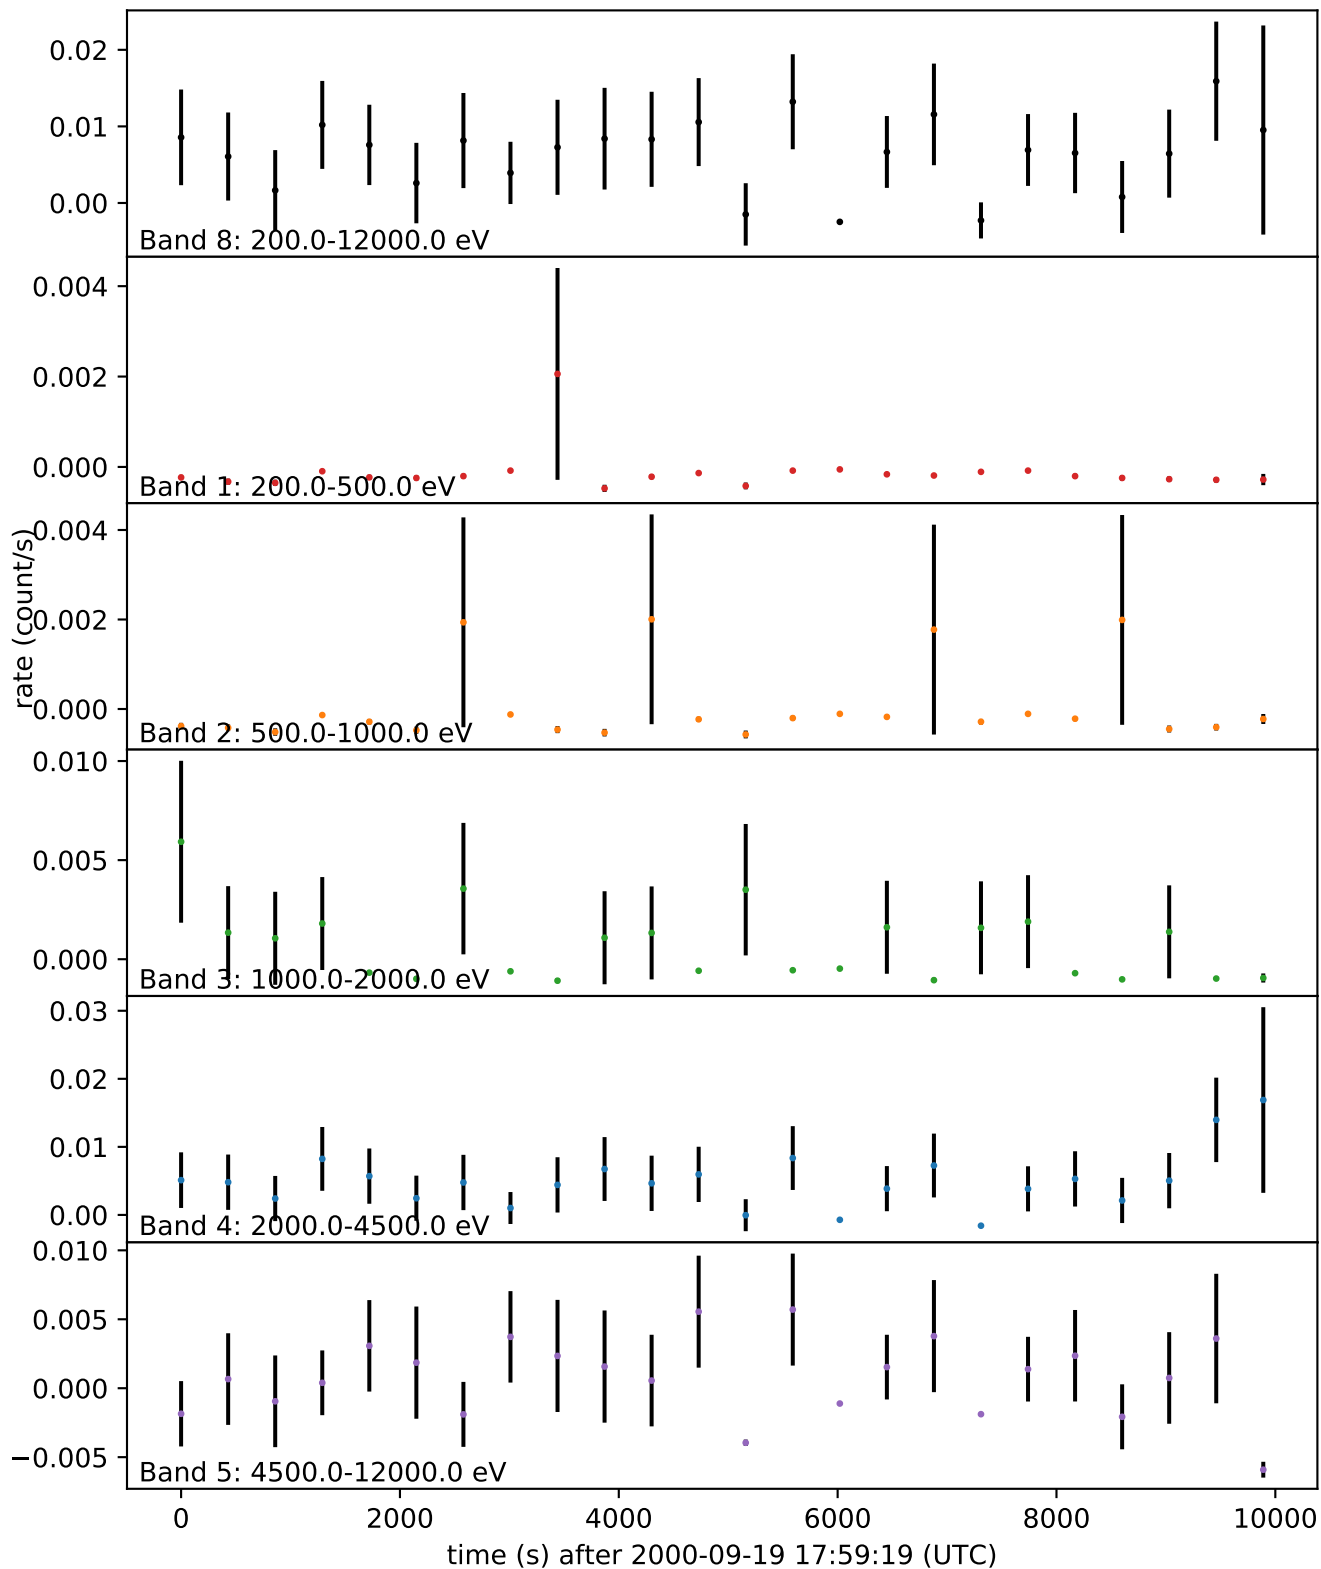 0.02
0.01
0.00
Band 8: 200.0-12000.0 eV
0.004
0.002
0.000
Band 1: 200.0-500.0 eV
rate (count/s)
0.004
0.002
0.000
Band 2: 500.0-1000.0 eV
0.010
0.005
0.000
Band 3: 1000.0-2000.0 eV
0.03
0.02
0.01
0.00
Band 4: 2000.0-4500.0 eV
0.010
0.005
0.000
−0.005
Band 5: 4500.0-12000.0 eV
0 2000 4000 6000 8000 10000
time (s) after 2000-09-19 17:59:19 (UTC)